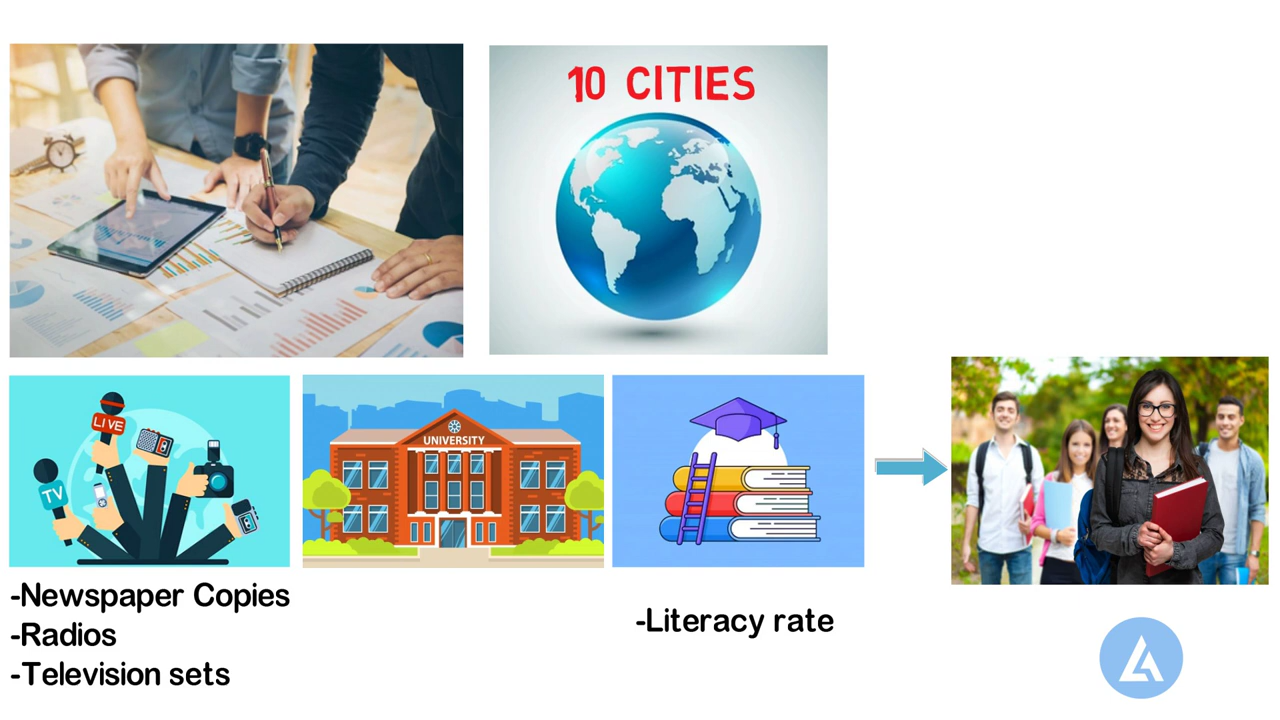 10 CITIES
LIVE
TV
UNIVERSITY
-Newspaper Copies
-Radios
-Television sets
-Literacy rate